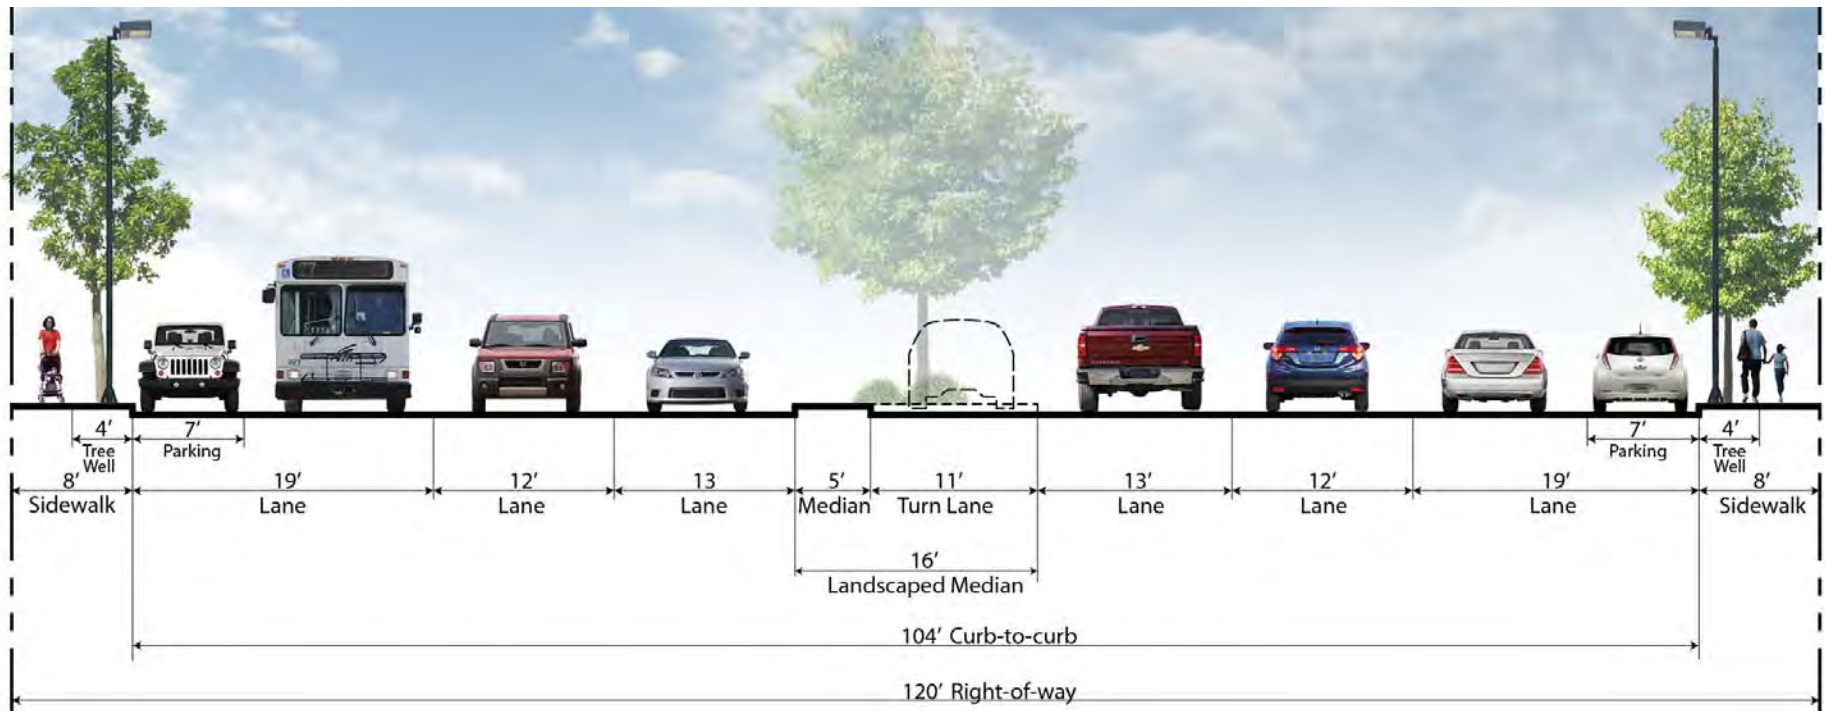 4' 7' 7' 4'
Tree Well Parking Parking Tree Well
8' 19' 12' 13 5' 11' 13' 12' 19' 8'
Sidewalk Lane Lane Lane Median Turn Lane Lane Lane Lane Sidewalk
16'
Landscaped Median
104' Curb-to-curb
120' Right-of-way